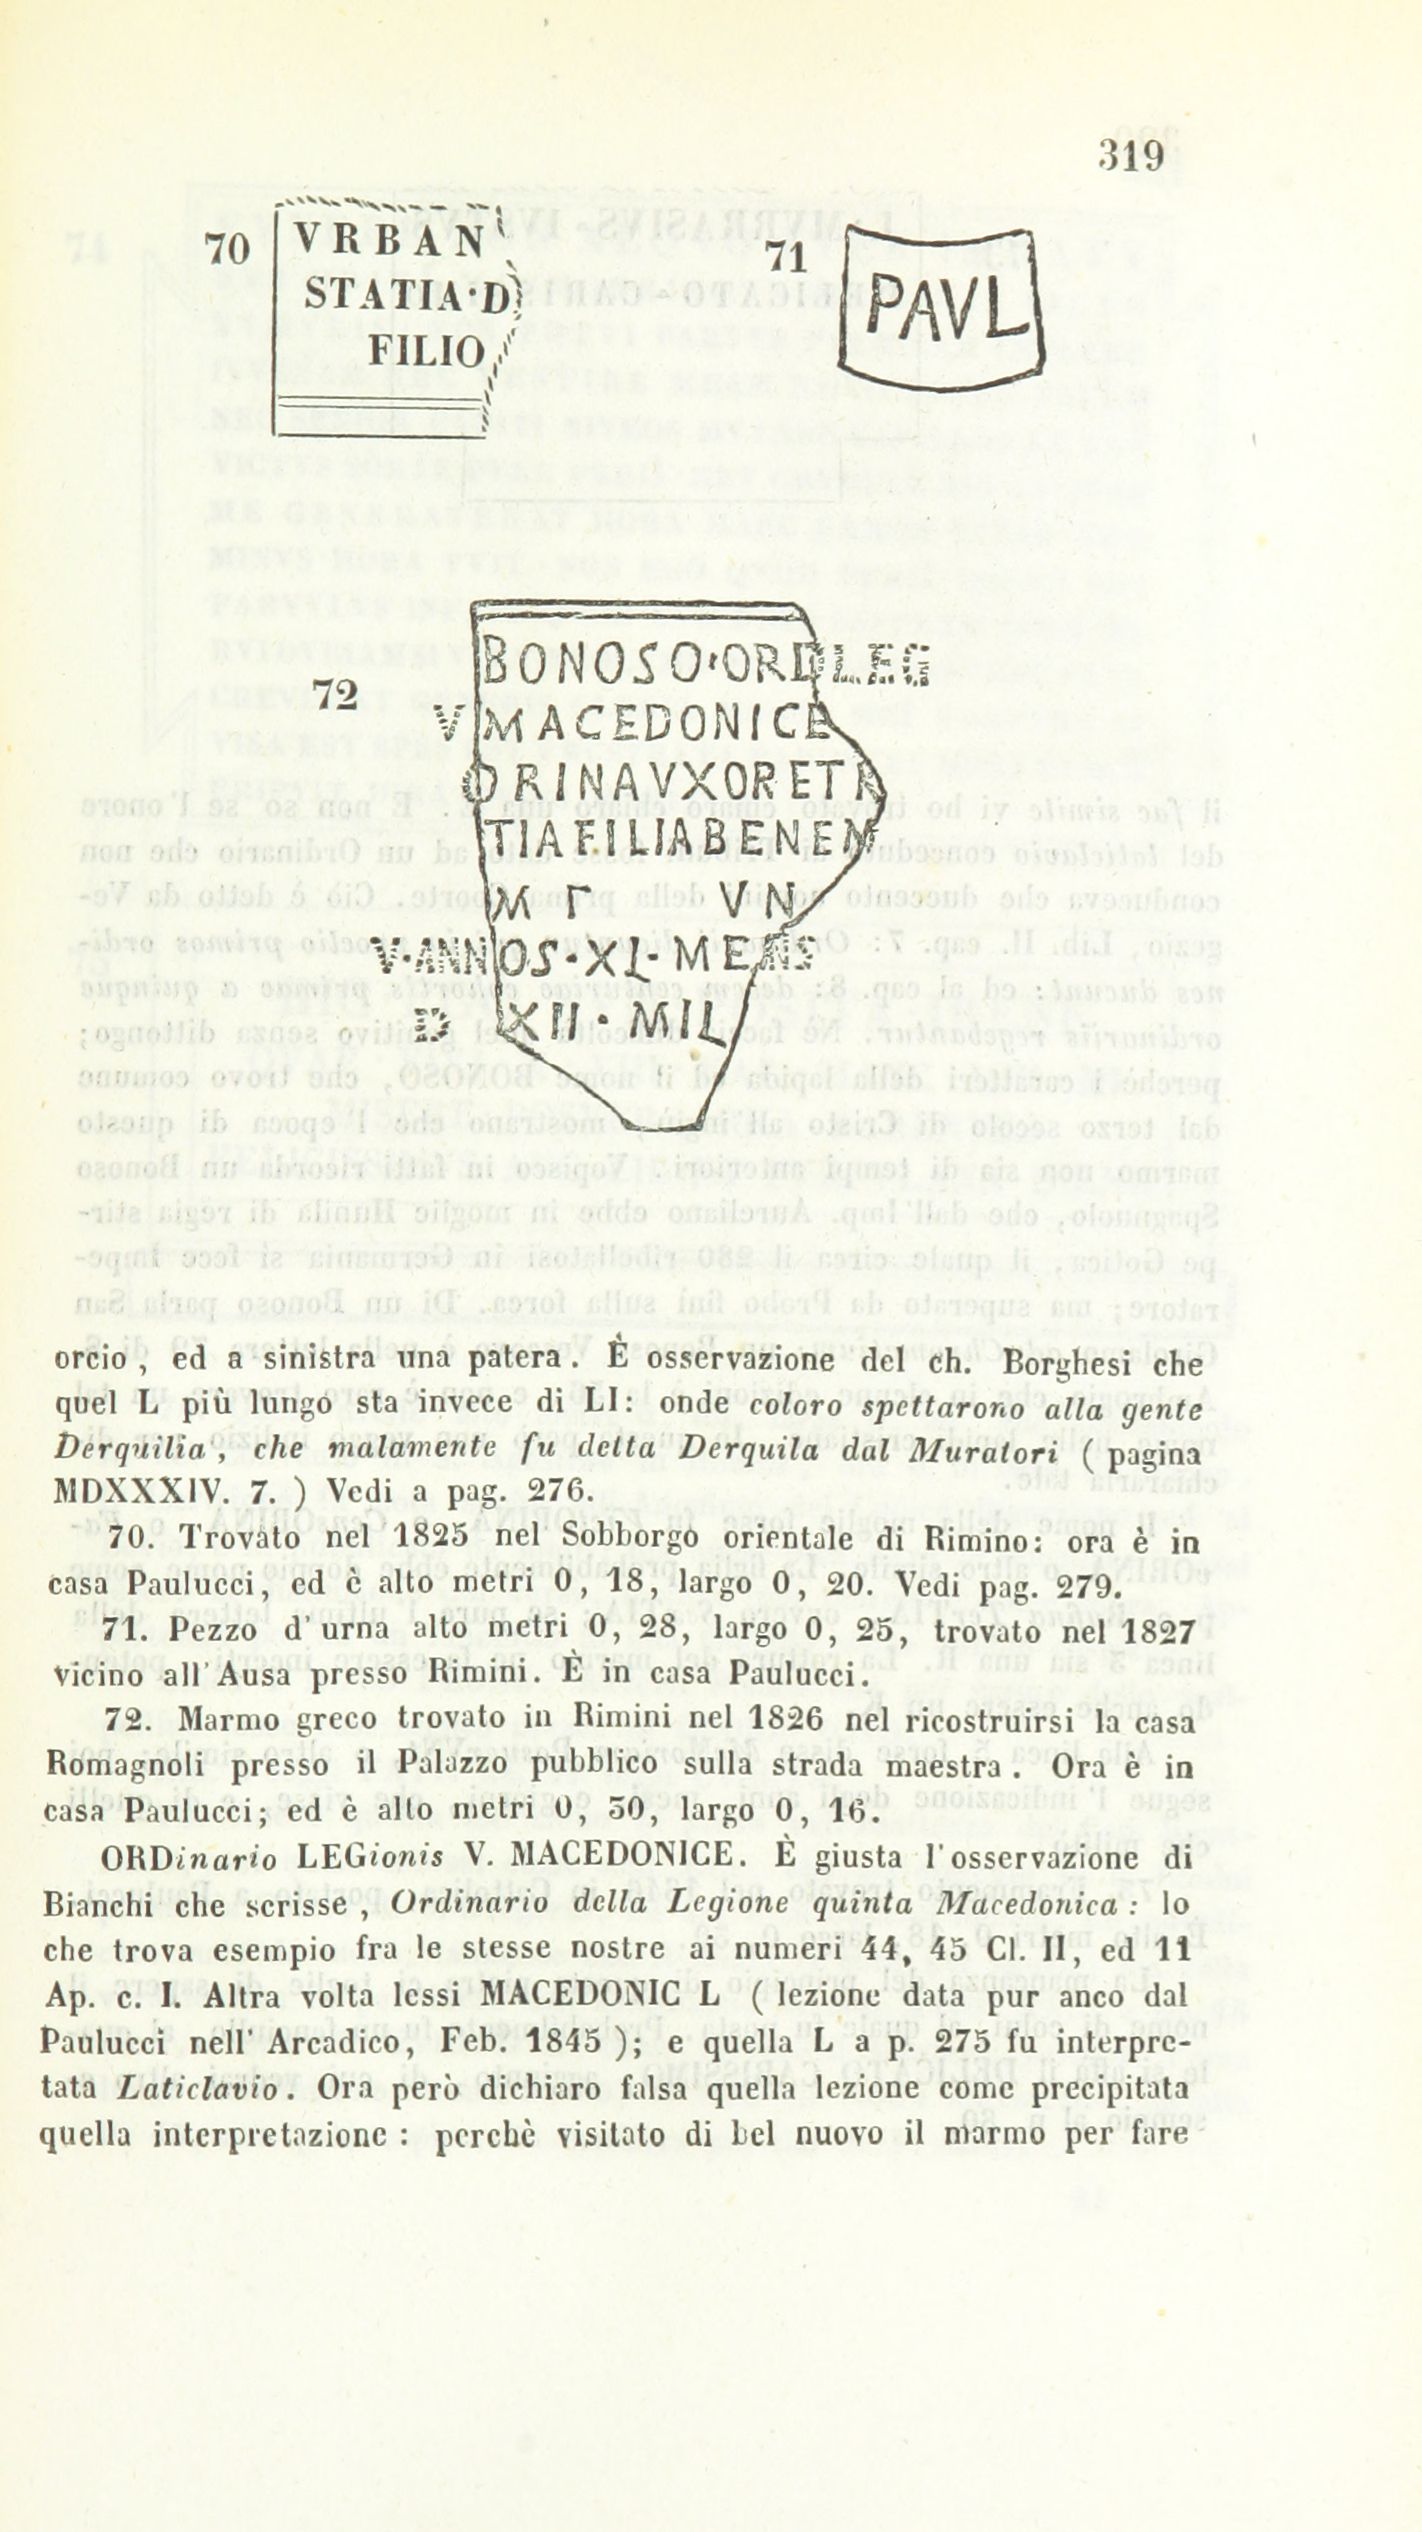 319
70
VRBAN
STATIA·D
FILIO
71
PAVL
72
BONOSO·ORDLEG
V MACEDONICE
ORINAVXORETR
TIAFILIABENEM
M Γ VN
V·ANNOS·XL·MENS
D XII·MIL
orcio, ed a sinistra una patera. È osservazione del ch. Borghesi che
quel L più lungo sta invece di LI: onde coloro spettarono alla gente
Derquilia, che malamente fu detta Derquila dal Muratori (pagina
MDXXXIV. 7.) Vedi a pag. 276.
70. Trovato nel 1825 nel Sobborgo orientale di Rimino: ora è in
casa Paulucci, ed è alto metri 0, 18, largo 0, 20. Vedi pag. 279.
71. Pezzo d'urna alto metri 0, 28, largo 0, 25, trovato nel 1827
vicino all'Ausa presso Rimini. È in casa Paulucci.
72. Marmo greco trovato in Rimini nel 1826 nel ricostruirsi la casa
Romagnoli presso il Palazzo pubblico sulla strada maestra. Ora è in
casa Paulucci; ed è alto metri 0, 30, largo 0, 16.
ORDinario LEGionis V. MACEDONICE. È giusta l'osservazione di
Bianchi che scrisse, Ordinario della Legione quinta Macedonica: lo
che trova esempio fra le stesse nostre ai numeri 44, 45 Cl. II, ed 11
Ap. c. I. Altra volta lessi MACEDONIC L (lezione data pur anco dal
Paulucci nell'Arcadico, Feb. 1845); e quella L a p. 275 fu interpre-
tata Laticlavio. Ora però dichiaro falsa quella lezione come precipitata
quella interpretazione: perchè visitato di bel nuovo il marmo per fare